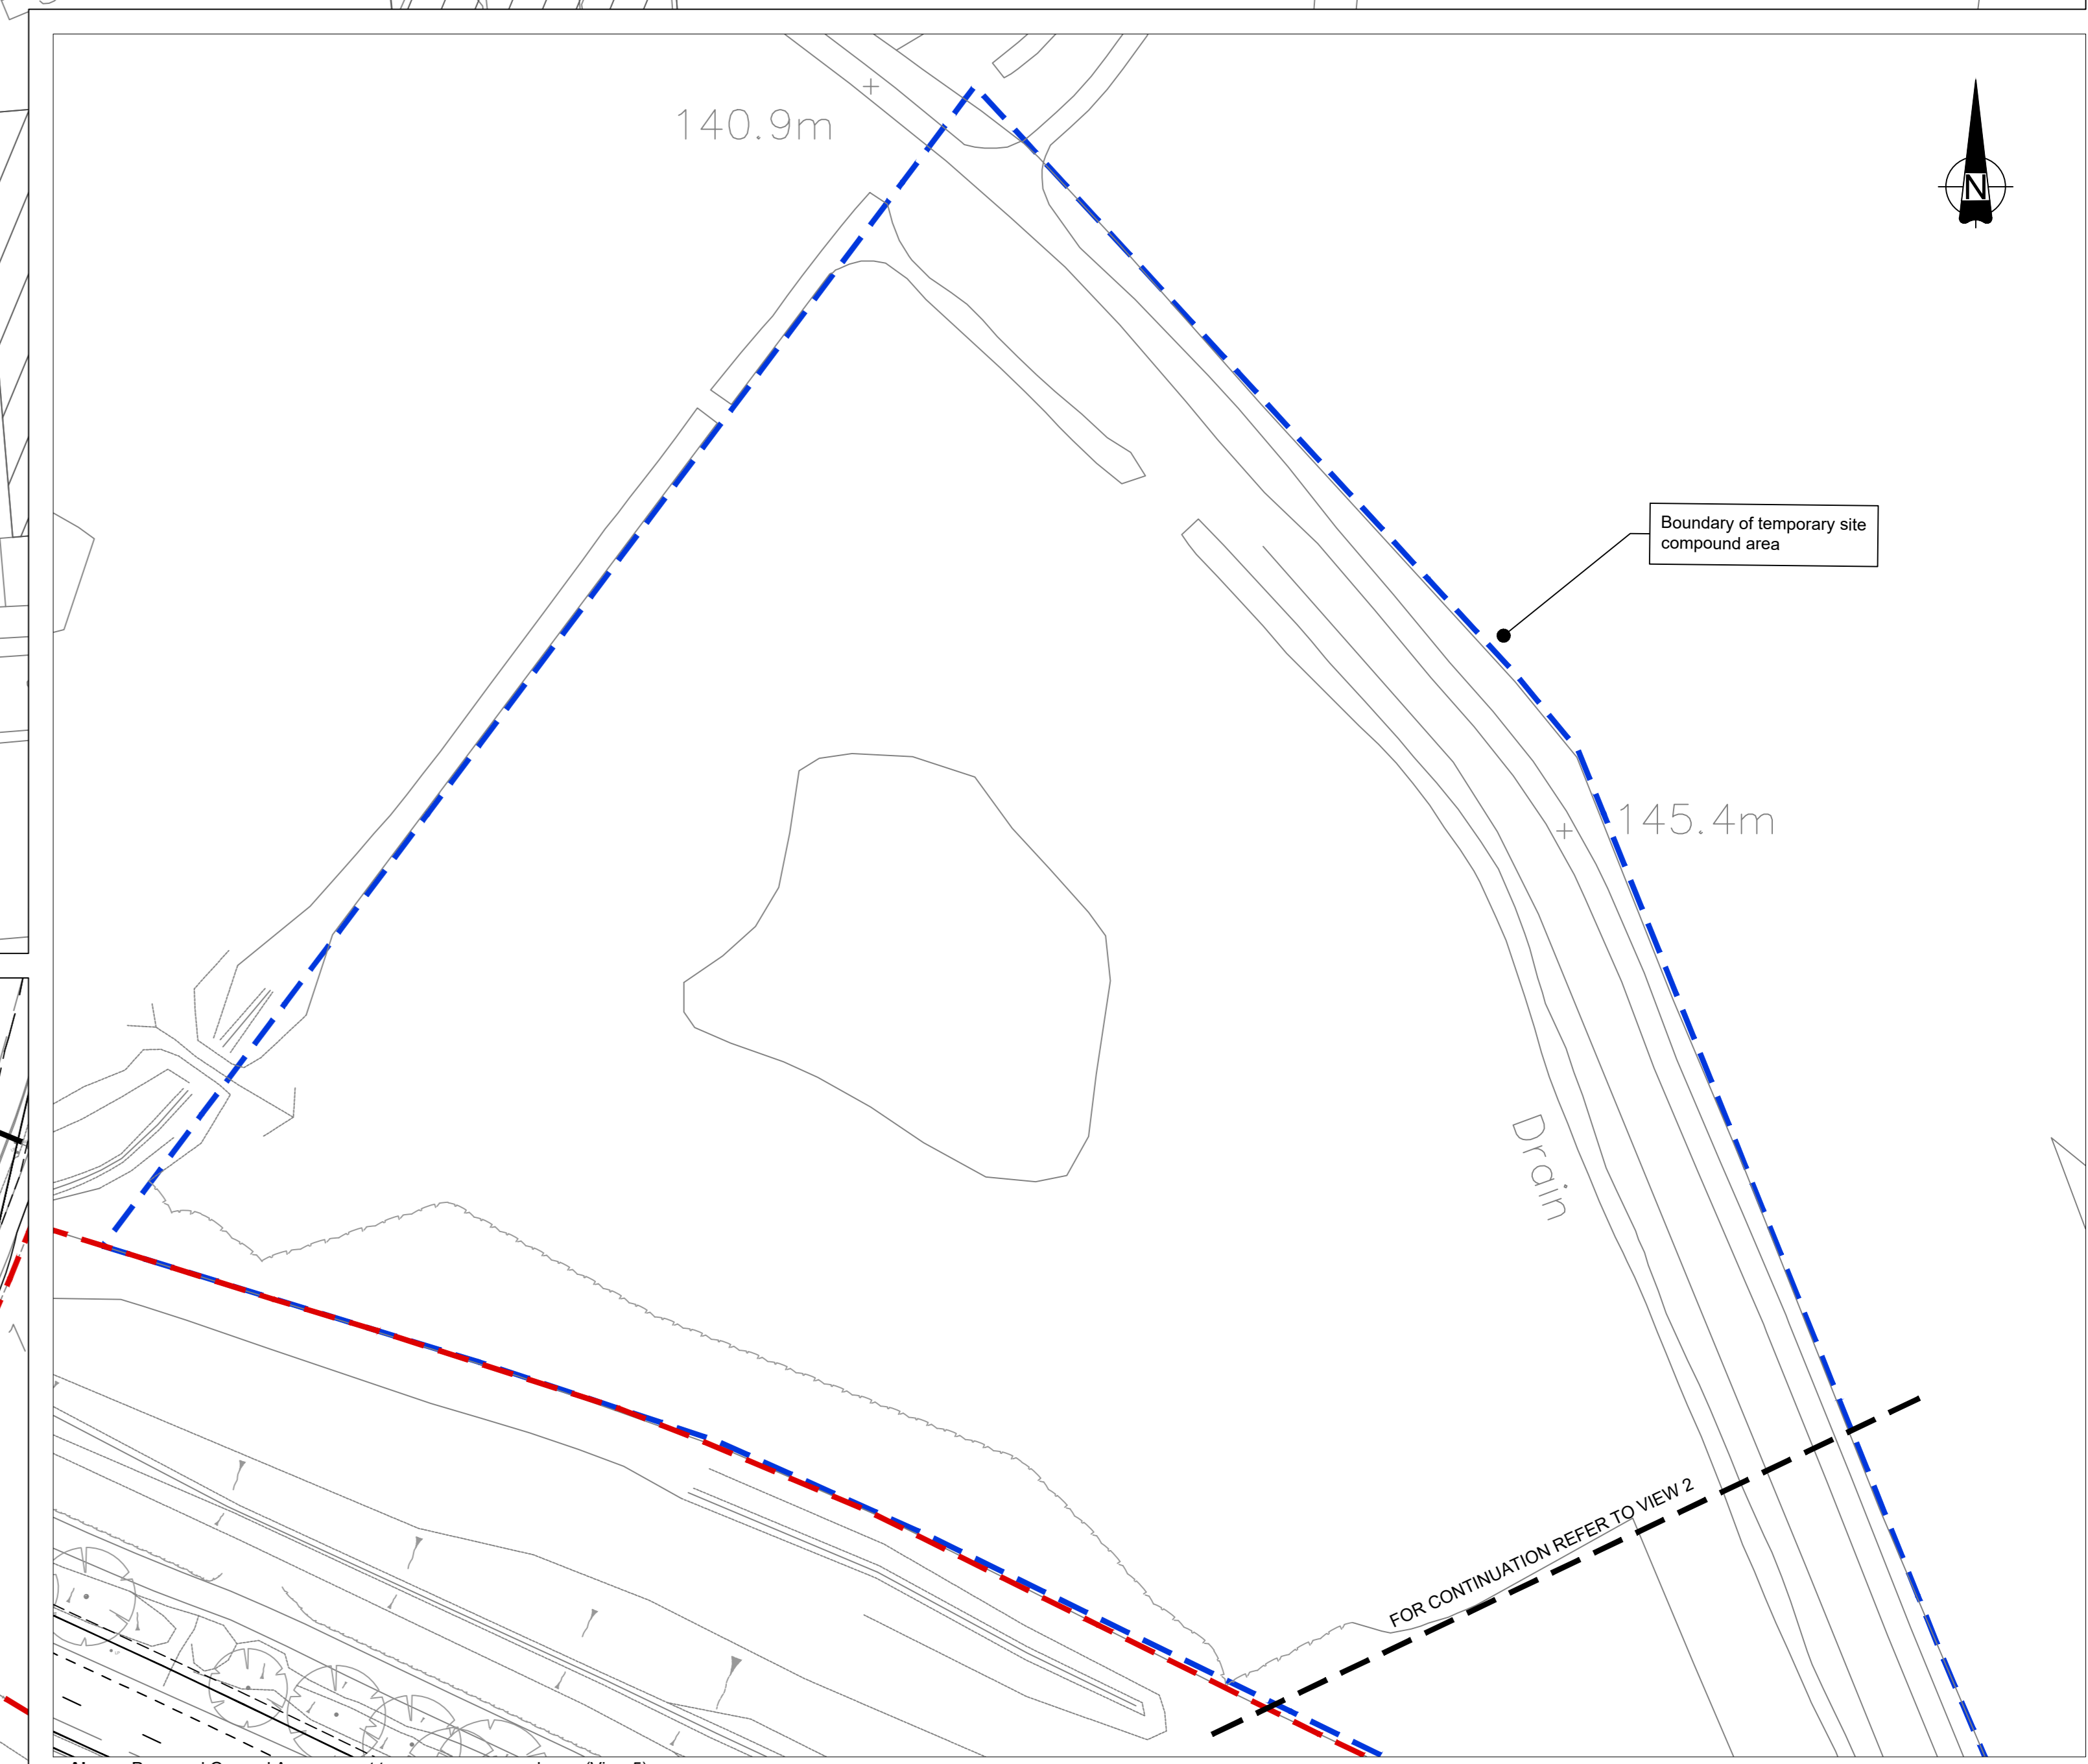 140.9m
N
Boundary of temporary site
compound area
145.4m
Drain
FOR CONTINUATION REFER TO VIEW 2